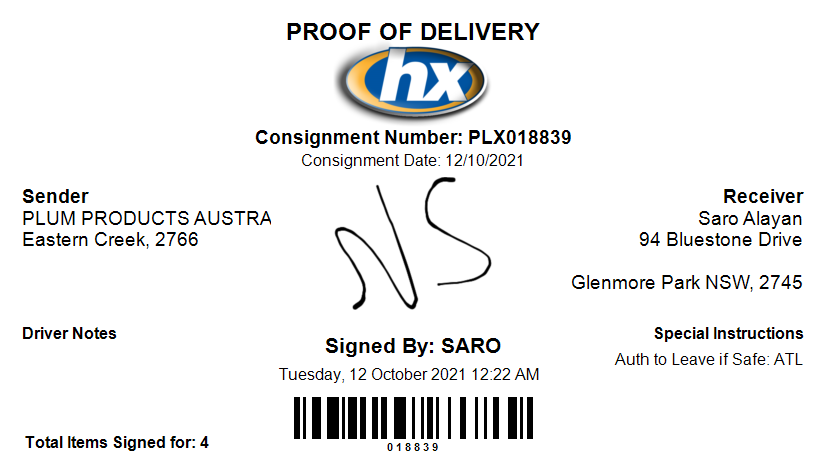 PROOF OF DELIVERY
hx
Consignment Number: PLX018839
Consignment Date: 12/10/2021
Sender
PLUM PRODUCTS AUSTRA
Eastern Creek, 2766
Receiver
Saro Alayan
94 Bluestone Drive
Glenmore Park NSW, 2745
NS
Driver Notes
Signed By: SARO
Tuesday, 12 October 2021 12:22 AM
Special Instructions
Auth to Leave if Safe: ATL
Total Items Signed for: 4
018839